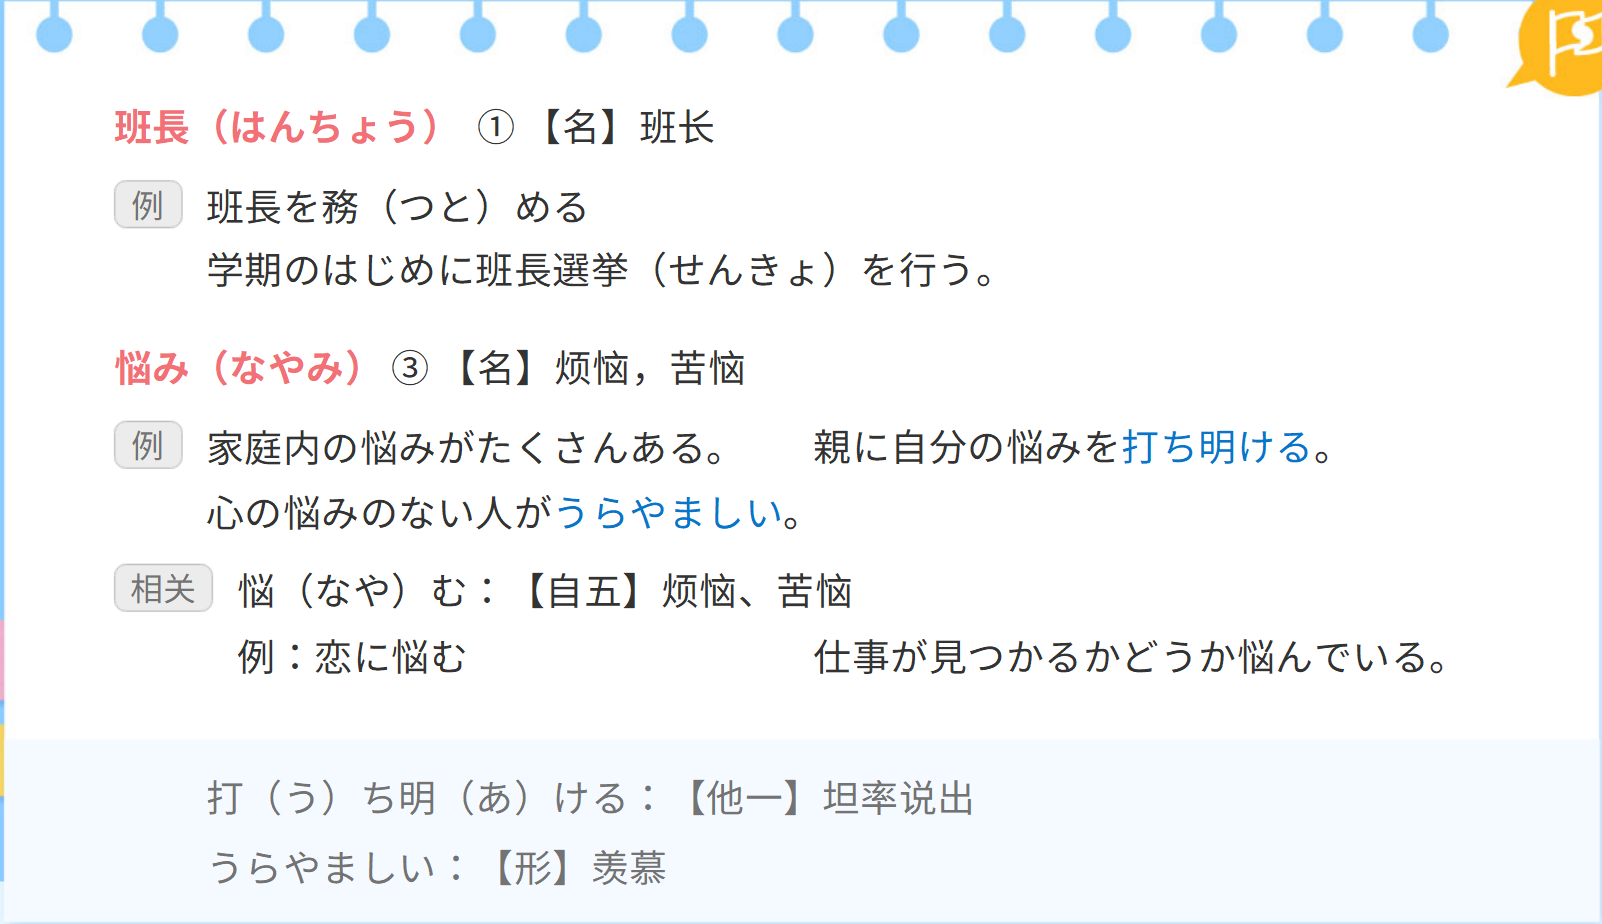 班長（はんちょう） ① 【名】班长
例 班長を務（つと）める
学期のはじめに班長選挙（せんきょ）を行う。
悩み（なやみ） ③ 【名】烦恼，苦恼
例 家庭内の悩みがたくさんある。 親に自分の悩みを打ち明ける。
心の悩みのない人がうらやましい。
相关 悩（なや）む：【自五】烦恼、苦恼
例：恋に悩む 仕事が見つかるかどうか悩んでいる。
打（う）ち明（あ）ける：【他一】坦率说出
うらやましい：【形】羡慕